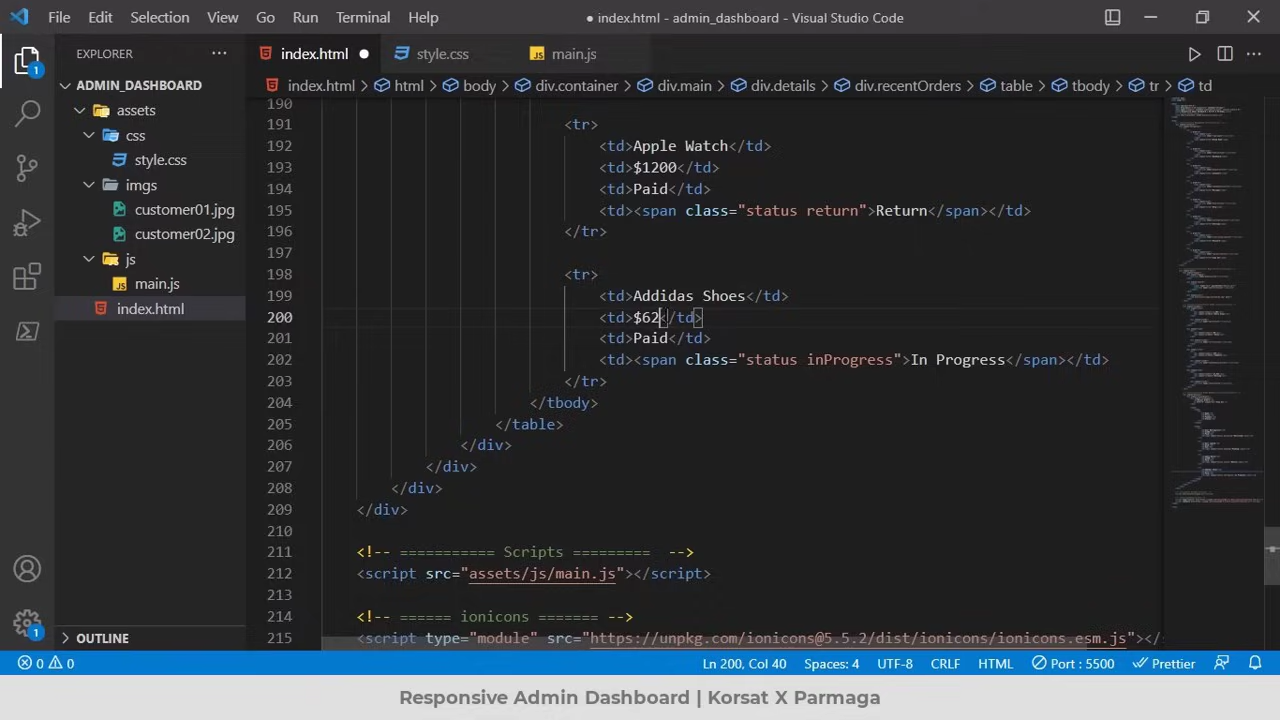 File Edit Selection View Go Run Terminal Help
● index.html - admin_dashboard - Visual Studio Code
EXPLORER
1
ADMIN_DASHBOARD
assets
css
style.css
imgs
customer01.jpg
customer02.jpg
js
main.js
index.html
OUTLINE
1
index.html ● style.css main.js
index.html > html > body > div.container > div.main > div.details > div.recentOrders > table > tbody > tr > td
190
191 <tr>
192 <td>Apple Watch</td>
193 <td>$1200</td>
194 <td>Paid</td>
195 <td><span class="status return">Return</span></td>
196 </tr>
197
198 <tr>
199 <td>Addidas Shoes</td>
200 <td>$62</td>
201 <td>Paid</td>
202 <td><span class="status inProgress">In Progress</span></td>
203 </tr>
204 </tbody>
205 </table>
206 </div>
207 </div>
208 </div>
209 </div>
210
211 <!-- =========== Scripts =========  -->
212 <script src="assets/js/main.js"></script>
213
214 <!-- ====== ionicons ======= -->
215 <script type="module" src="https://unpkg.com/ionicons@5.5.2/dist/ionicons/ionicons.esm.js"></
0 0 Ln 200, Col 40 Spaces: 4 UTF-8 CRLF HTML Port : 5500 Prettier
Responsive Admin Dashboard | Korsat X Parmaga